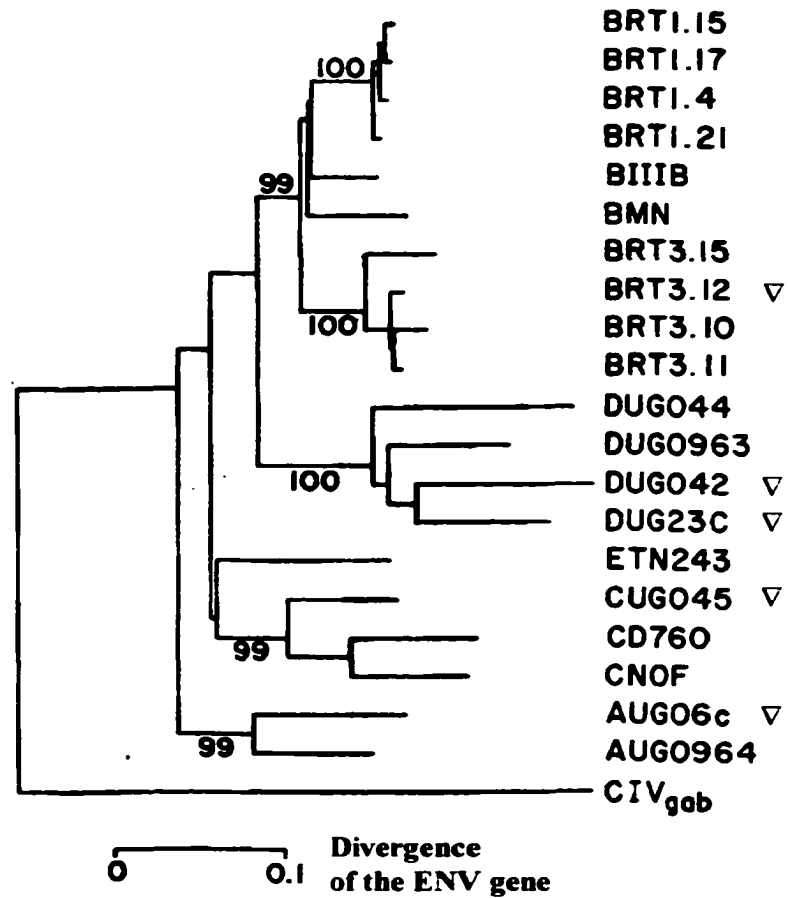 BRT1.15
BRT1.17
100
BRT1.4
BRT1.21
BIIIB
99
BMN
BRT3.15
BRT3.12 ▽
100
BRT3.10
BRT3.11
DUG044
DUG0963
100
DUG042 ▽
DUG23C ▽
ETN243
CUG045 ▽
99
CD760
CNOF
AUG06c ▽
99
AUG0964
CIVgab
0 0.1
Divergence
of the ENV gene